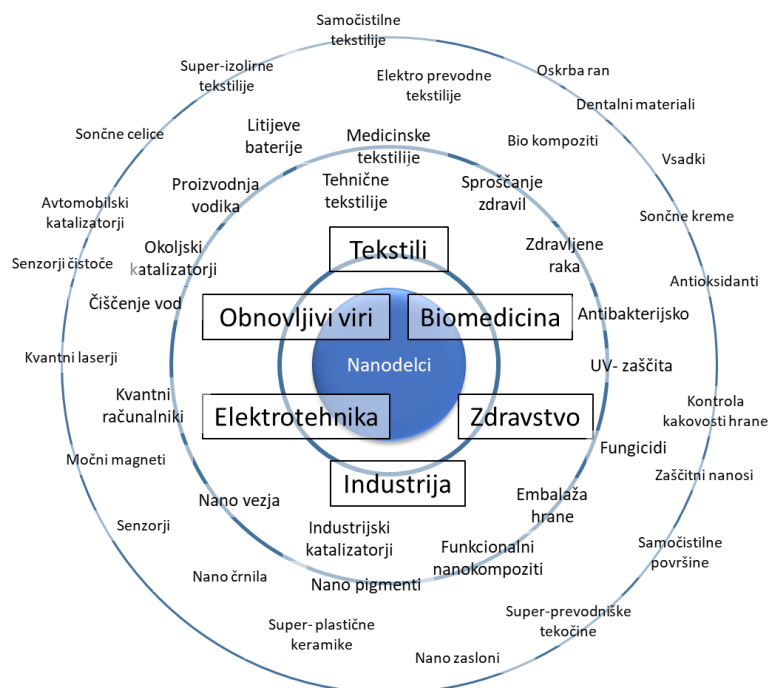 Samočistilne
tekstilije
Super-izolirne
tekstilije
Elektro prevodne
tekstilije
Oskrba ran
Dentalni materiali
Sončne celice
Litijeve
baterije
Medicinske
tekstilije
Bio kompoziti
Vsadki
Proizvodnja
vodika
Tehnične
tekstilije
Sproščanje
zdravil
Avtomobilski
katalizatorji
Sončne kreme
Okoljski
katalizatorji
Tekstili
Zdravljene
raka
Senzorji čistoče
Antioksidanti
Čiščenje vod
Obnovljivi viri
Biomedicina
Antibakterijsko
Kvantni laserji
Nanodelci
UV- zaščita
Kvantni
računalniki
Elektrotehnika
Zdravstvo
Kontrola
kakovosti hrane
Fungicidi
Močni magneti
Industrija
Zaščitni nanosi
Nano vezja
Embalaža
hrane
Senzorji
Industrijski
katalizatorji
Funkcionalni
nanokompoziti
Samočistilne
površine
Nano črnila
Nano pigmenti
Super- plastične
keramike
Super-prevodniške
tekočine
Nano zasloni